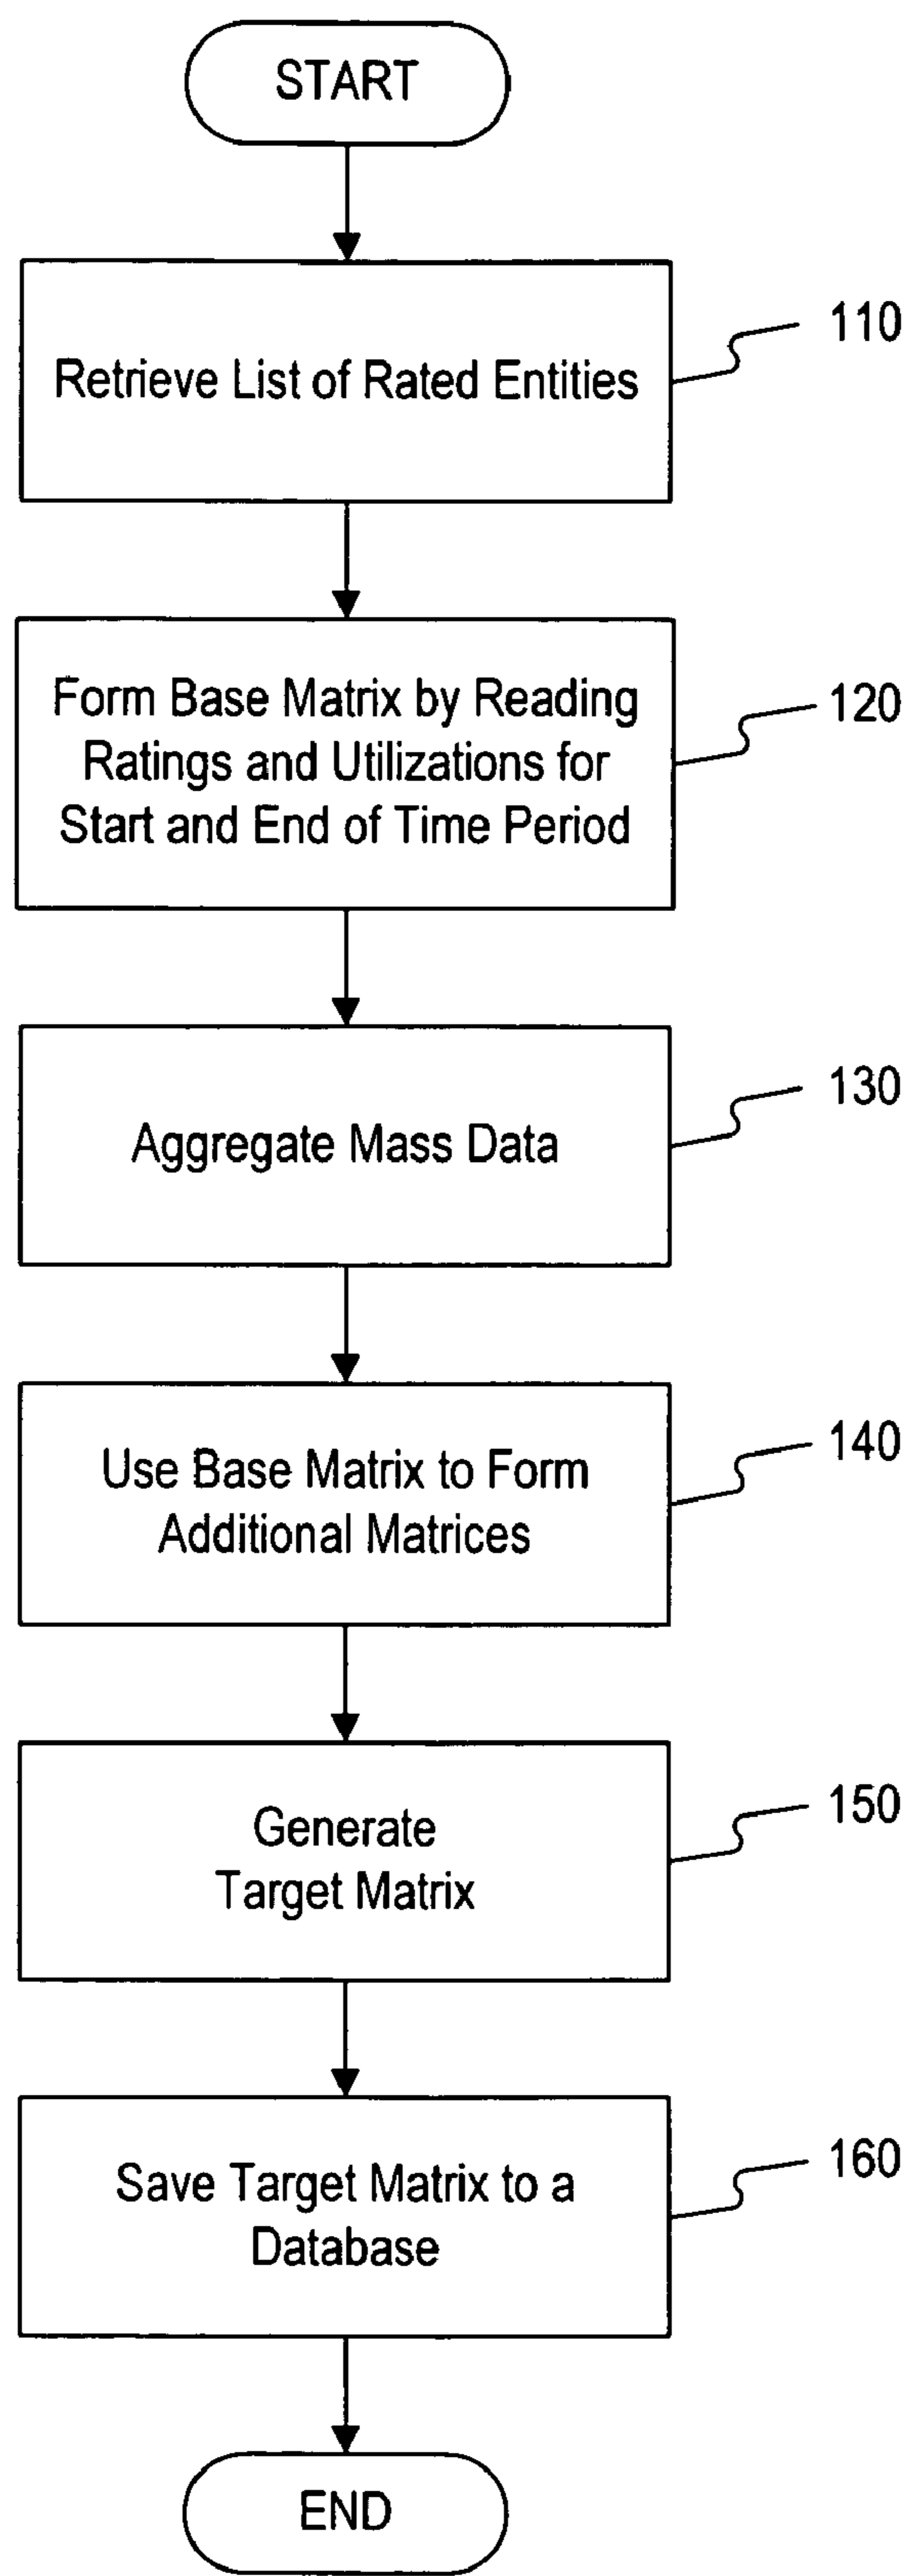 START
Retrieve List of Rated Entities
110
Form Base Matrix by Reading
Ratings and Utilizations for
Start and End of Time Period
120
Aggregate Mass Data
130
Use Base Matrix to Form
Additional Matrices
140
Generate
Target Matrix
150
Save Target Matrix to a
Database
160
END